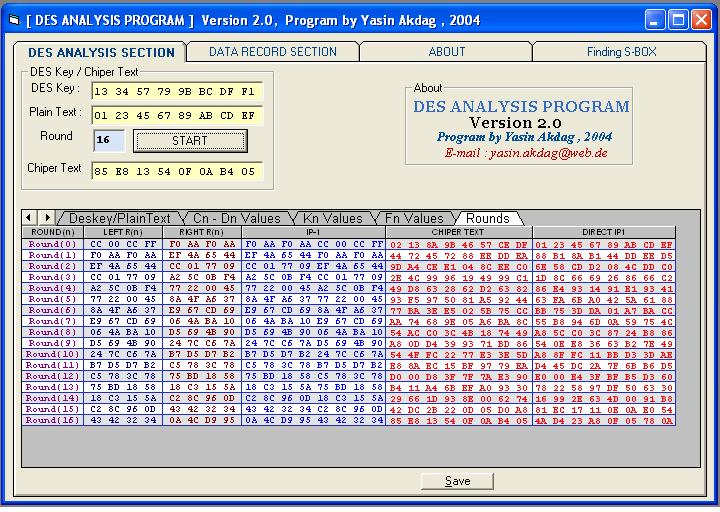 [ DES ANALYSIS PROGRAM ] Version 2.0, Program by Yasin Akdag , 2004
DES ANALYSIS SECTION DATA RECORD SECTION ABOUT Finding S-BOX
DES Key / Chiper Text
DES Key : 13 34 57 79 9B BC DF F1
Plain Text : 01 23 45 67 89 AB CD EF
Round 16 START
Chiper Text 85 E8 13 54 0F 0A B4 05
About
DES ANALYSIS PROGRAM
Version 2.0
Program by Yasin Akdag , 2004
E-mail : yasin.akdag@web.de
Deskey/PlainText Cn - Dn Values Kn Values Fn Values Rounds
ROUND(n) LEFT R(n) RIGHT R(n) IP-1 CHIPER TEXT DIRECT IP1
Round(0) CC 00 CC FF F0 AA F0 AA F0 AA F0 AA CC 00 CC FF 02 13 8A 9B 46 57 CE DF 01 23 45 67 89 AB CD EF
Round(1) F0 AA F0 AA EF 4A 65 44 EF 4A 65 44 F0 AA F0 AA 44 72 45 72 88 EE DD EA 88 B1 8A B1 44 DD EE D5
Round(2) EF 4A 65 44 CC 01 77 09 CC 01 77 09 EF 4A 65 44 9D A4 CE E1 04 8C EE C0 6E 58 CD D2 08 4C DD C0
Round(3) CC 01 77 09 A2 5C 0B F4 A2 5C 0B F4 CC 01 77 09 2E 4C 99 96 19 49 99 C1 1D 8C 66 69 26 86 66 C2
Round(4) A2 5C 0B F4 77 22 00 45 77 22 00 45 A2 5C 0B F4 49 D8 63 28 62 D3 62 83 86 E4 93 14 91 E1 93 41
Round(5) 77 22 00 45 8A 4F A6 37 8A 4F A6 37 77 22 00 45 93 F5 97 50 81 A5 92 44 63 FA 6B A0 42 5A 61 88
Round(6) 8A 4F A6 37 E9 67 CD 69 E9 67 CD 69 8A 4F A6 37 77 BA 3E E5 02 5B 75 CC BB 75 3D DA 01 A7 BA CC
Round(7) E9 67 CD 69 06 4A BA 10 06 4A BA 10 E9 67 CD 69 AA 74 68 9E 05 A6 BA 8C 55 B8 94 6D 0A 59 75 4C
Round(8) 06 4A BA 10 D5 69 4B 90 D5 69 4B 90 06 4A BA 10 54 AC C0 3C 4B 18 74 89 A8 5C C0 3C 87 24 B8 86
Round(9) D5 69 4B 90 24 7C C6 7A 24 7C C6 7A D5 69 4B 90 A8 0D D4 39 93 71 BD 86 54 0E E8 36 63 B2 7E 49
Round(10) 24 7C C6 7A B7 D5 D7 B2 B7 D5 D7 B2 24 7C C6 7A 54 4F FC 22 77 E3 3E 5D A8 8F FC 11 BB D3 3D AE
Round(11) B7 D5 D7 B2 C5 78 3C 78 C5 78 3C 78 B7 D5 D7 B2 E8 8A EC 15 BF 97 79 EA D4 45 DC 2A 7F 6B B6 D5
Round(12) C5 78 3C 78 75 BD 18 58 75 BD 18 58 C5 78 3C 78 D0 00 D8 3F 7F 7A E3 90 E0 00 E4 3F BF B5 D3 60
Round(13) 75 BD 18 58 18 C3 15 5A 18 C3 15 5A 75 BD 18 58 B4 11 A4 6B EF A0 93 30 78 22 58 97 DF 50 63 30
Round(14) 18 C3 15 5A C2 8C 96 0D C2 8C 96 0D 18 C3 15 5A 29 66 1D 93 8E 00 62 74 16 99 2E 63 4D 00 91 B8
Round(15) C2 8C 96 0D 43 42 32 34 43 42 32 34 C2 8C 96 0D 42 DC 2B 22 0D 05 D0 A8 81 EC 17 11 0E 0A E0 54
Round(16) 43 42 32 34 0A 4C D9 95 0A 4C D9 95 43 42 32 34 85 E8 13 54 0F 0A B4 05 4A D4 23 A8 0F 05 78 0A
Save